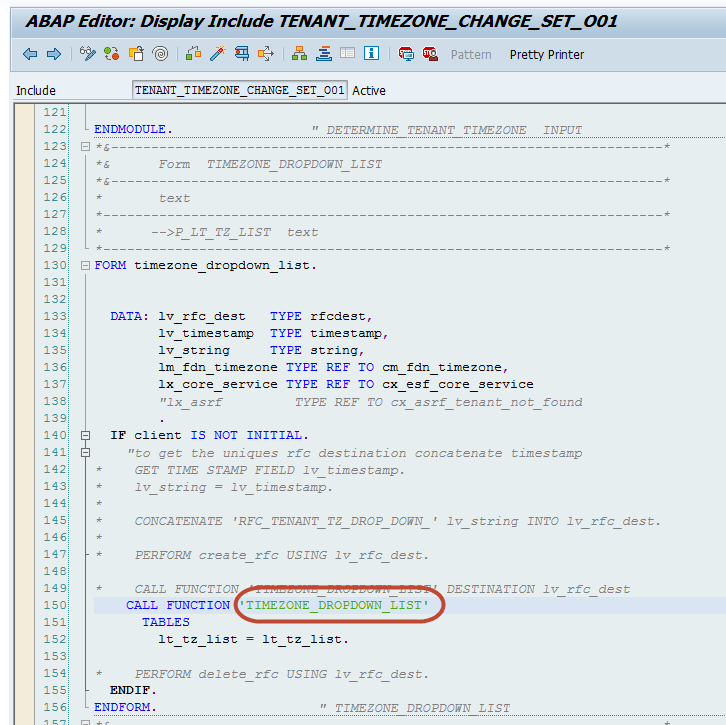 ABAP Editor: Display Include TENANT_TIMEZONE_CHANGE_SET_O01
Pattern Pretty Printer
Include TENANT_TIMEZONE_CHANGE_SET_O01 Active
121
122 ENDMODULE. " DETERMINE_TENANT_TIMEZONE INPUT
123 *&---------------------------------------------------------------------*
124 *& Form TIMEZONE_DROPDOWN_LIST
125 *&---------------------------------------------------------------------*
126 * text
127 *----------------------------------------------------------------------*
128 * -->P_LT_TZ_LIST text
129 *----------------------------------------------------------------------*
130 FORM timezone_dropdown_list.
131
132
133 DATA: lv_rfc_dest TYPE rfcdest,
134 lv_timestamp TYPE timestamp,
135 lv_string TYPE string,
136 lm_fdn_timezone TYPE REF TO cm_fdn_timezone,
137 lx_core_service TYPE REF TO cx_esf_core_service
138 "lx_asrf TYPE REF TO cx_asrf_tenant_not_found
139 .
140 IF client IS NOT INITIAL.
141 "to get the uniques rfc destination concatenate timestamp
142 * GET TIME STAMP FIELD lv_timestamp.
143 * lv_string = lv_timestamp.
144 *
145 * CONCATENATE 'RFC_TENANT_TZ_DROP_DOWN_' lv_string INTO lv_rfc_dest.
146 *
147 * PERFORM create_rfc USING lv_rfc_dest.
148
149 * CALL FUNCTION 'TIMEZONE_DROPDOWN_LIST' DESTINATION lv_rfc_dest
150 CALL FUNCTION 'TIMEZONE_DROPDOWN_LIST'
151 TABLES
152 lt_tz_list = lt_tz_list.
153
154 * PERFORM delete_rfc USING lv_rfc_dest.
155 ENDIF.
156 ENDFORM. " TIMEZONE_DROPDOWN_LIST
157 *&---------------------------------------------------------------------*